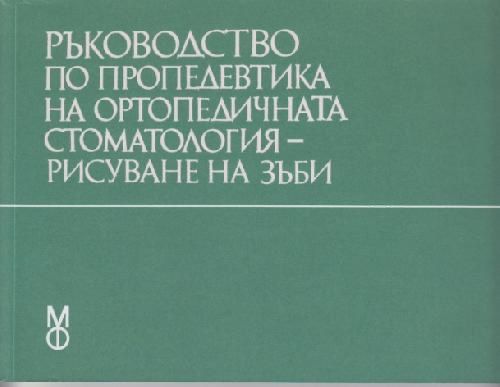 РЪКОВОДСТВО
ПО ПРОПЕДЕВТИКА
НА ОРТОПЕДИЧНАТА
СТОМАТОЛОГИЯ –
РИСУВАНЕ НА ЗЪБИ
МФ